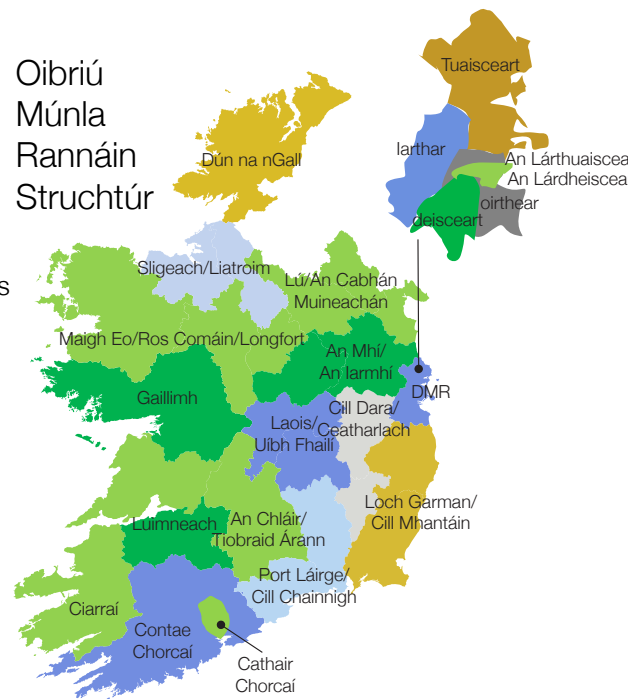 Oibriú
Múnla
Rannáin
Struchtúr
s
Tuaisceart
Iarthar
An Lárthuaiscea
An Lárdheiscea
oirthear
deisceart
Dún na nGall
Sligeach/Liatroim
Lú/An Cabhán
Muineachán
Maigh Eo/Ros Comáin/Longfort
An Mhí/
An Iarmhí
DMR
Gaillimh
Cill Dara/
Ceatharlach
Laois/
Uíbh Fhailí
Loch Garman/
Cill Mhantáin
Luimneach
An Chláir/
Tiobraid Árann
Port Láirge/
Cill Chainnigh
Ciarraí
Contae
Chorcaí
Cathair
Chorcaí